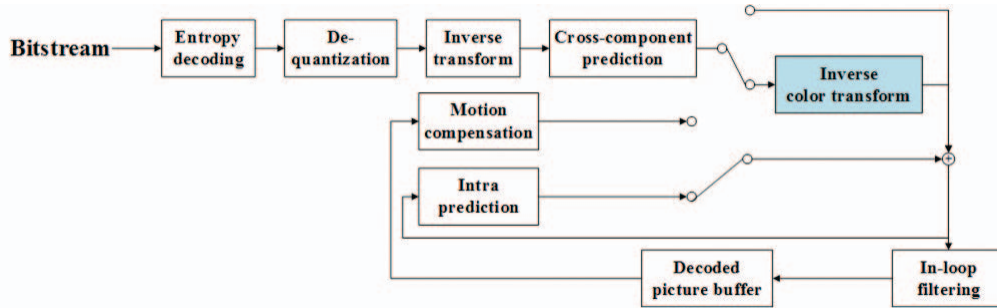 Bitstream
Entropy
decoding
De-
quantization
Inverse
transform
Cross-component
prediction
Inverse
color transform
Motion
compensation
+
Intra
prediction
Decoded
picture buffer
In-loop
filtering